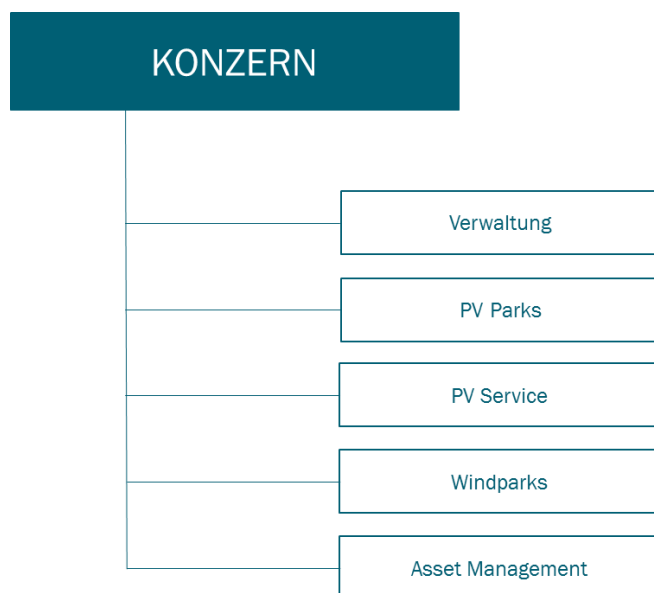 KONZERN
Verwaltung
PV Parks
PV Service
Windparks
Asset Management